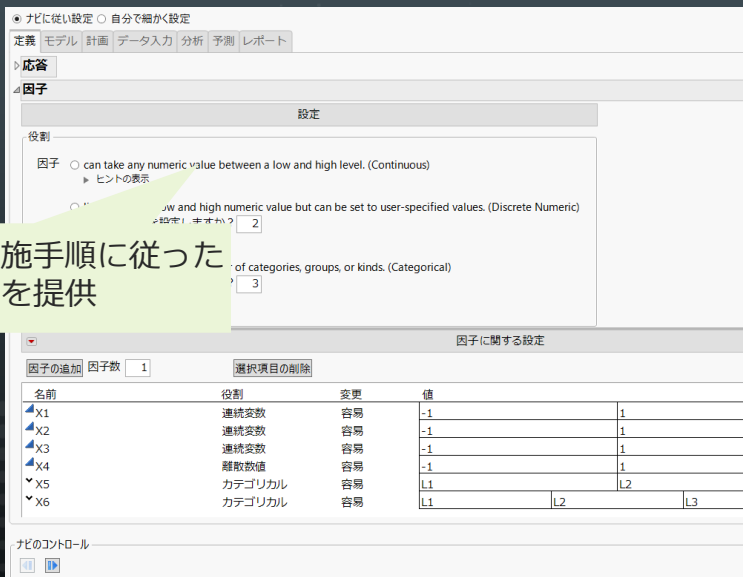 ナビに従い設定 自分で細かく設定
定義 モデル 計画 データ入力 分析 予測 レポート
応答
因子
設定
役割
因子 can take any numeric value between a low and high level. (Continuous)
ヒントの表示
ow and high numeric value but can be set to user-specified values. (Discrete Numeric)
設定しますか? 2
施手順に従った
を提供
of categories, groups, or kinds. (Categorical)
? 3
因子に関する設定
因子の追加 因子数 1 選択項目の削除
名前 役割 変更 値
X1 連続変数 容易 -1 1
X2 連続変数 容易 -1 1
X3 連続変数 容易 -1 1
X4 離散数値 容易 -1 1
X5 カテゴリカル 容易 L1 L2
X6 カテゴリカル 容易 L1 L2 L3
ナビのコントロール